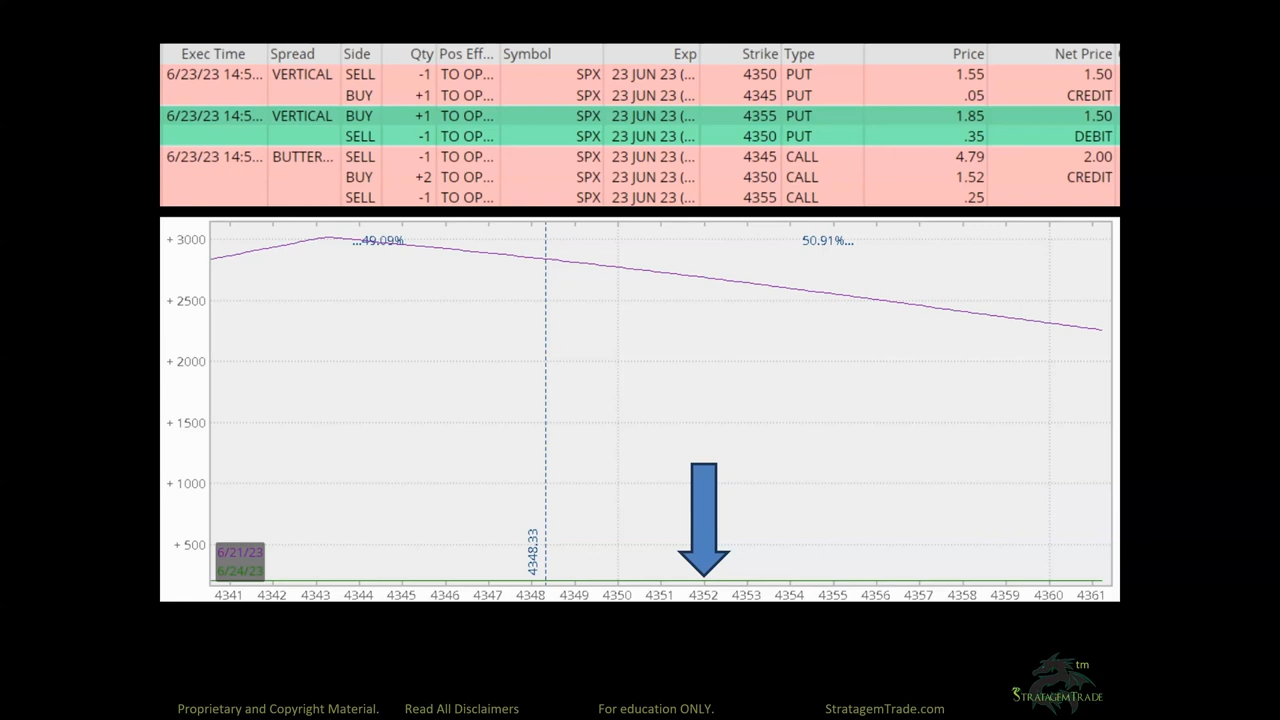 Exec Time Spread Side Qty Pos Eff... Symbol Exp Strike Type Price Net Price
6/23/23 14:5... VERTICAL SELL -1 TO OP... SPX 23 JUN 23 (... 4350 PUT 1.55 1.50
BUY +1 TO OP... SPX 23 JUN 23 (... 4345 PUT .05 CREDIT
6/23/23 14:5... VERTICAL BUY +1 TO OP... SPX 23 JUN 23 (... 4355 PUT 1.85 1.50
SELL -1 TO OP... SPX 23 JUN 23 (... 4350 PUT .35 DEBIT
6/23/23 14:5... BUTTER... SELL -1 TO OP... SPX 23 JUN 23 (... 4345 CALL 4.79 2.00
BUY +2 TO OP... SPX 23 JUN 23 (... 4350 CALL 1.52 CREDIT
SELL -1 TO OP... SPX 23 JUN 23 (... 4355 CALL .25
+ 3000 ...49.09% 50.91%...
+ 2500
+ 2000
+ 1500
+ 1000
+ 500
4348.33
6/21/23
6/24/23
4341 4342 4343 4344 4345 4346 4347 4348 4349 4350 4351 4352 4353 4354 4355 4356 4357 4358 4359 4360 4361
tm
STRATAGEMTRADE
Proprietary and Copyright Material. Read All Disclaimers For education ONLY. StratagemTrade.com